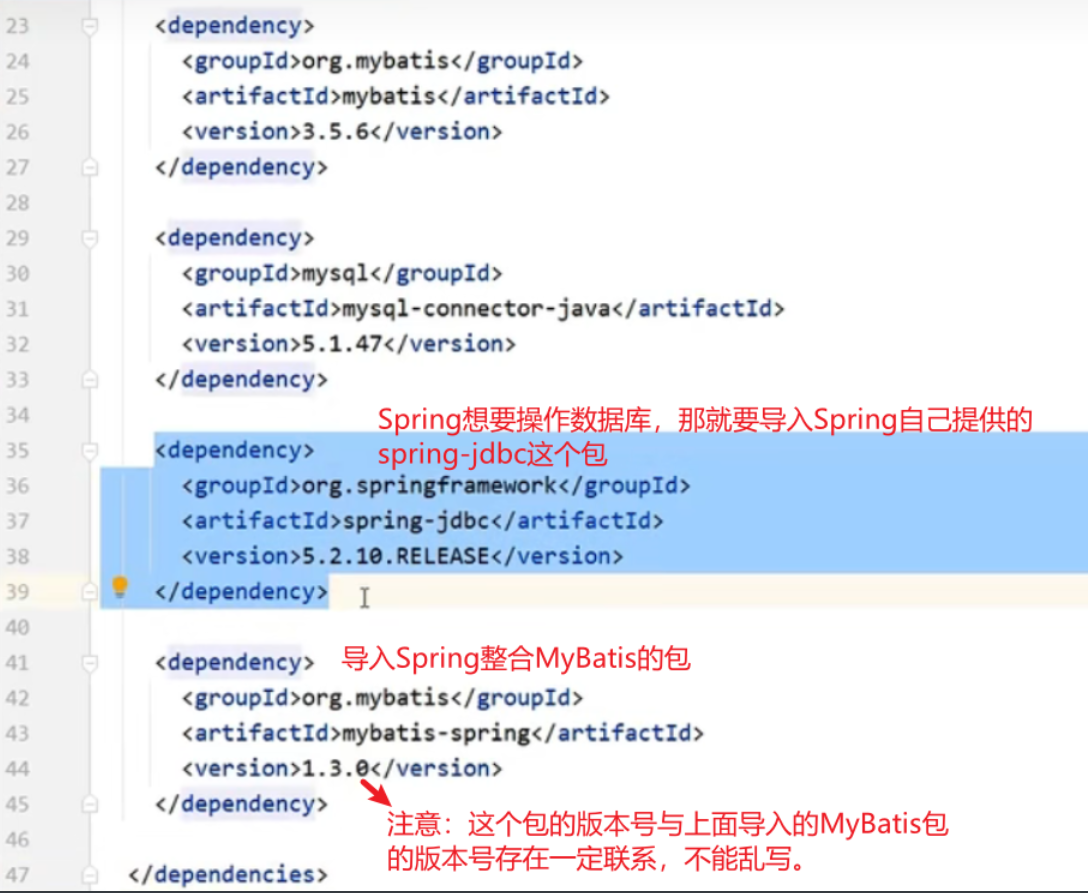 23 <dependency>
24 <groupId>org.mybatis</groupId>
25 <artifactId>mybatis</artifactId>
26 <version>3.5.6</version>
27 </dependency>
28
29 <dependency>
30 <groupId>mysql</groupId>
31 <artifactId>mysql-connector-java</artifactId>
32 <version>5.1.47</version>
33 </dependency>
34
Spring想要操作数据库，那就要导入Spring自己提供的
spring-jdbc这个包
35 <dependency>
36 <groupId>org.springframework</groupId>
37 <artifactId>spring-jdbc</artifactId>
38 <version>5.2.10.RELEASE</version>
39 </dependency>
40
41 <dependency> 导入Spring整合MyBatis的包
42 <groupId>org.mybatis</groupId>
43 <artifactId>mybatis-spring</artifactId>
44 <version>1.3.0</version>
45 </dependency>
注意：这个包的版本号与上面导入的MyBatis包
46
的版本号存在一定联系，不能乱写。
47 </dependencies>